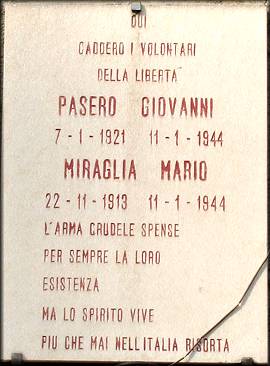 QUI
CADDERO I VOLONTARI
DELLA LIBERTA'
PASERO GIOVANNI
7-1-1921 11-1-1944
MIRAGLIA MARIO
22-11-1913 11-1-1944
L'ARMA CRUDELE SPENSE
PER SEMPRE LA LORO
ESISTENZA
MA LO SPIRITO VIVE
PIU CHE MAI NELL'ITALIA RISORTA